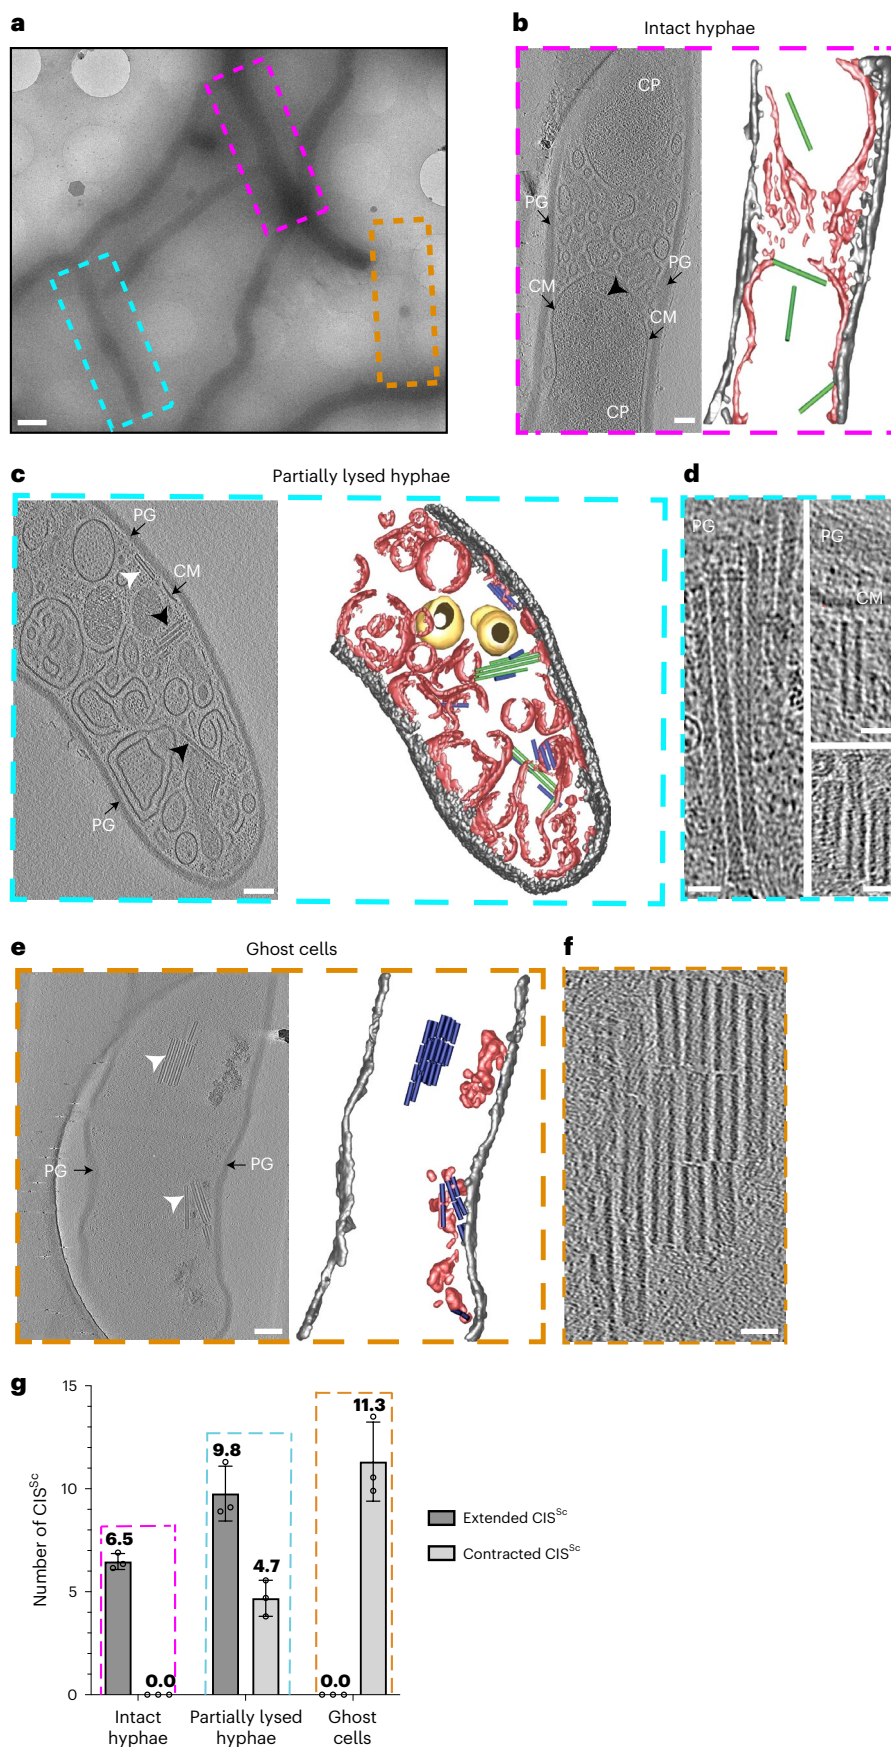 a
b
Intact hyphae
CP
PG
PG
CM
CM
CP
c
Partially lysed hyphae
d
PG
CM
PG
PG
PG
CM
e
Ghost cells
f
PG
PG
g
15
10
5
0
Number of CIS^Sc
6.5
0.0
9.8
4.7
0.0
11.3
Extended CIS^Sc
Contracted CIS^Sc
Intact
hyphae
Partially lysed
hyphae
Ghost
cells